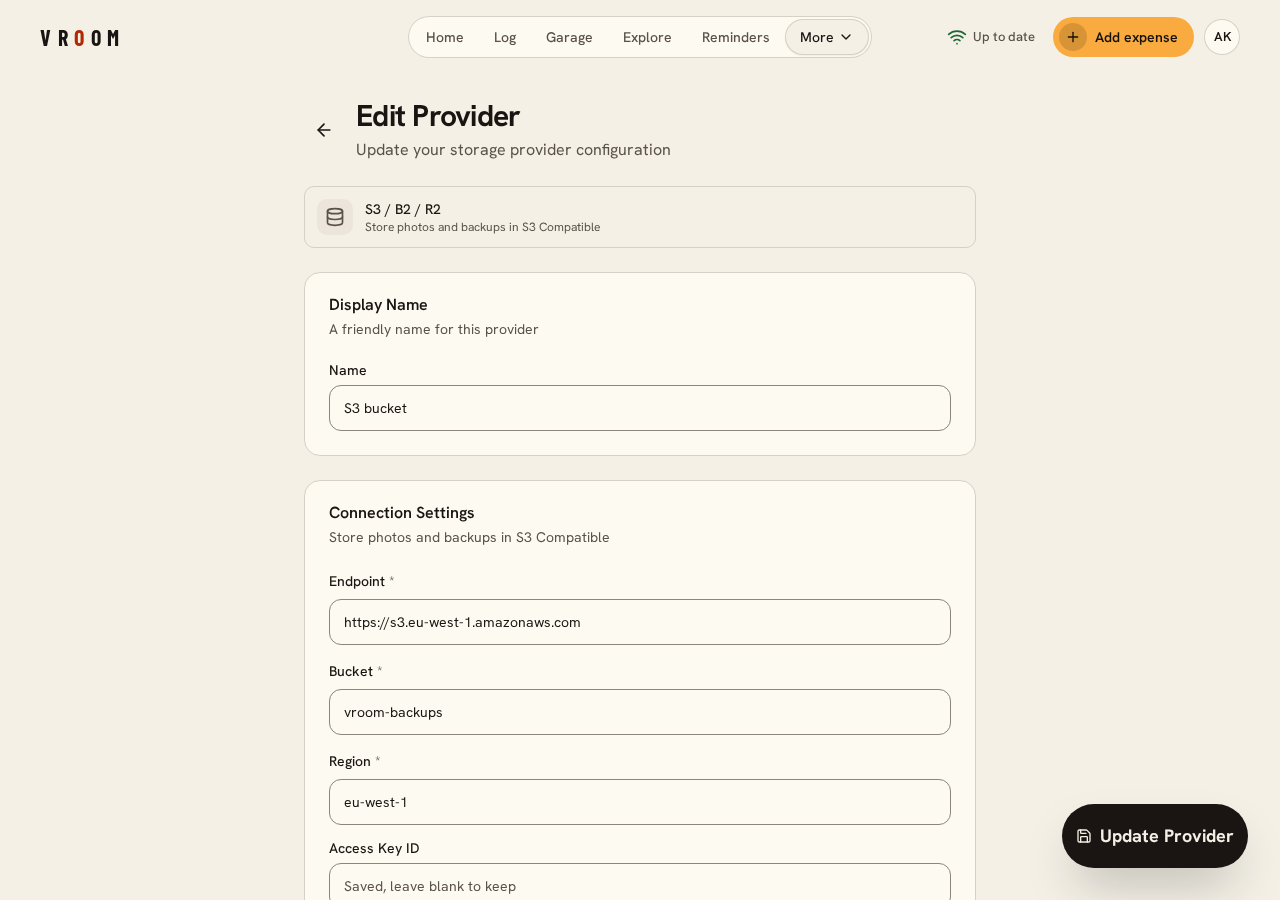 VROOM
Home
Log
Garage
Explore
Reminders
More
Up to date
Add expense
AK
Edit Provider
Update your storage provider configuration
S3 / B2 / R2
Store photos and backups in S3 Compatible
Display Name
A friendly name for this provider
Name
S3 bucket
Connection Settings
Store photos and backups in S3 Compatible
Endpoint *
https://s3.eu-west-1.amazonaws.com
Bucket *
vroom-backups
Region *
eu-west-1
Access Key ID
Saved, leave blank to keep
Update Provider